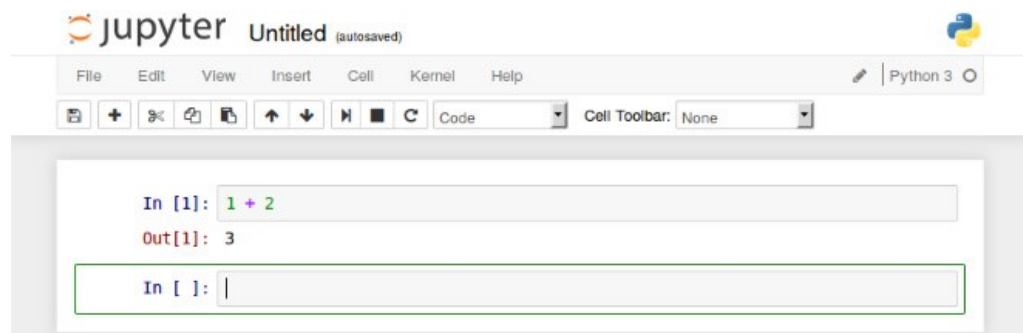 jupyter Untitled (autosaved)
File Edit View Insert Cell Kernel Help Python 3
Code Cell Toolbar: None
In [1]: 1 + 2
Out[1]: 3
In [ ]: